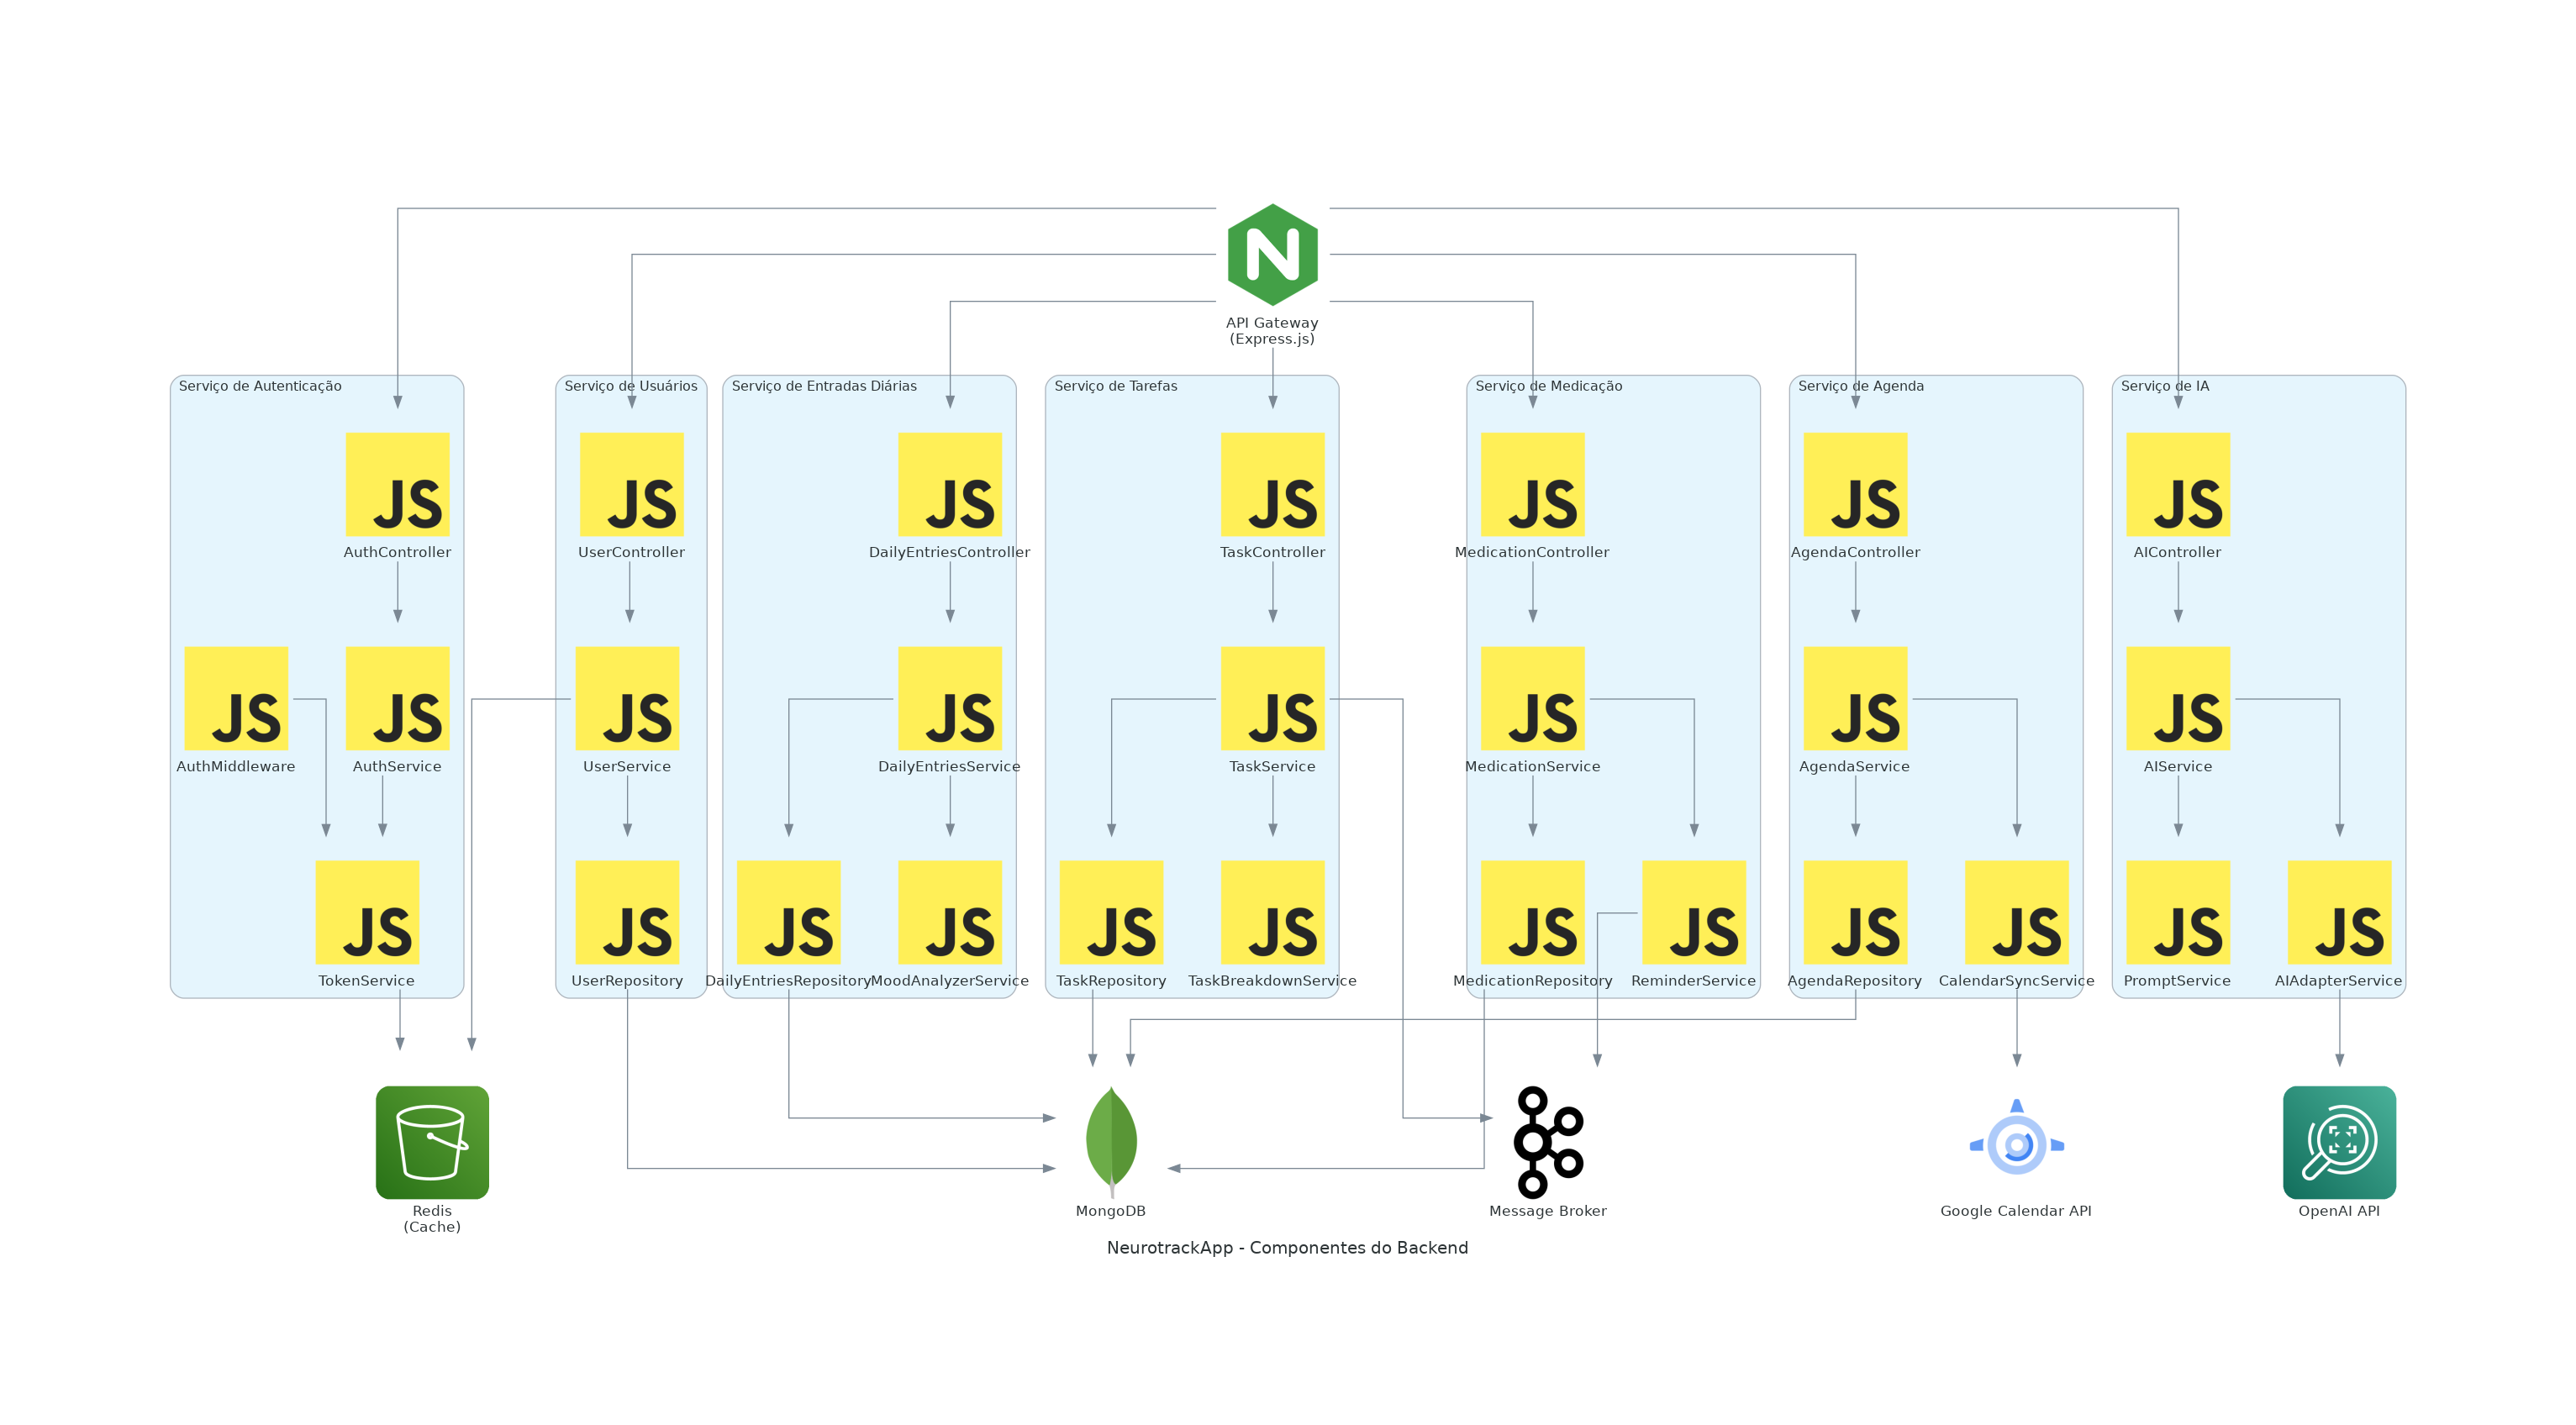 API Gateway
(Express.js)
Serviço de Autenticação
Serviço de Usuários
Serviço de Entradas Diárias
Serviço de Tarefas
Serviço de Medicação
Serviço de Agenda
Serviço de IA
JS
JS
JS
JS
JS
JS
JS
AuthController
UserController
DailyEntriesController
TaskController
MedicationController
AgendaController
AIController
JS
JS
JS
JS
JS
JS
JS
JS
AuthMiddleware
AuthService
UserService
DailyEntriesService
TaskService
MedicationService
AgendaService
AIService
JS
JS
JS
JS
JS
JS
JS
JS
JS
JS
JS
JS
TokenService
UserRepository
DailyEntriesRepository
MoodAnalyzerService
TaskRepository
TaskBreakdownService
MedicationRepository
ReminderService
AgendaRepository
CalendarSyncService
PromptService
AIAdapterService
Redis
(Cache)
MongoDB
Message Broker
Google Calendar API
OpenAI API
NeurotrackApp - Componentes do Backend